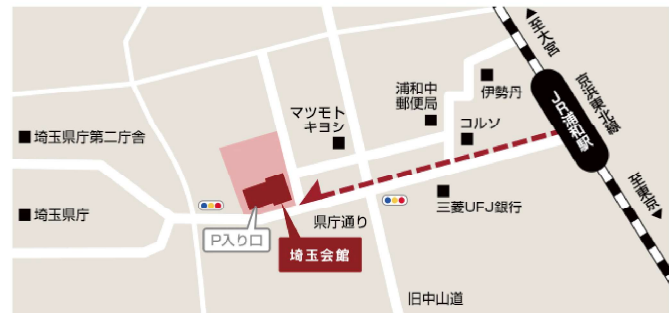 至大宮
京浜東北線
JR浦和駅
至東京
伊勢丹
浦和中
郵便局
コルソ
マツモト
キヨシ
埼玉県庁第二庁舎
埼玉県庁
三菱UFJ銀行
県庁通り
P入り口
埼玉会館
旧中山道